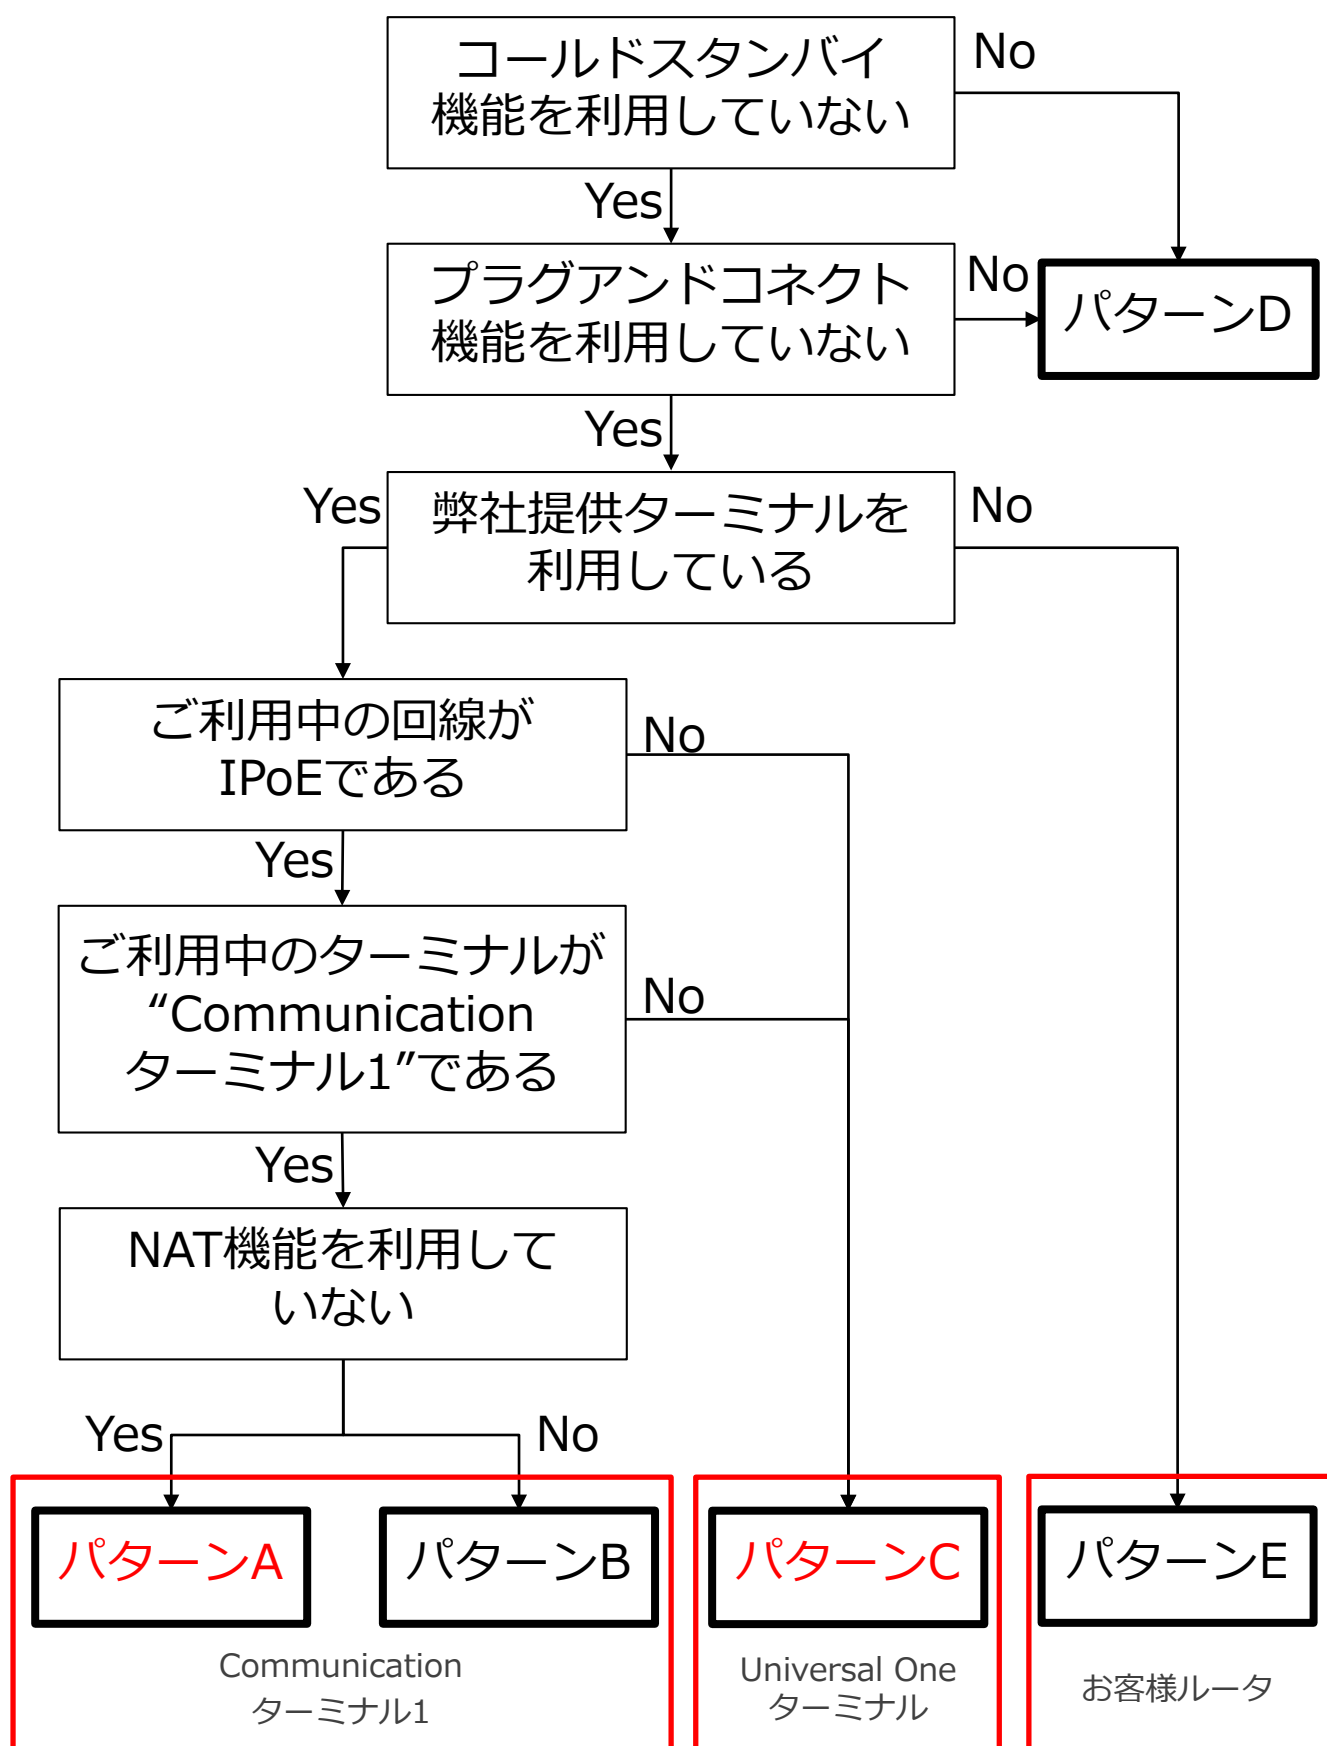 コールドスタンバイ
機能を利用していない
No
Yes
プラグアンドコネクト
機能を利用していない
No
パターンD
Yes
弊社提供ターミナルを
利用している
Yes
No
ご利用中の回線が
IPoEである
No
Yes
ご利用中のターミナルが
“Communication
ターミナル1”である
No
Yes
NAT機能を利用して
いない
Yes
No
パターンA
パターンB
パターンC
パターンE
Communication
ターミナル1
Universal One
ターミナル
お客様ルータ